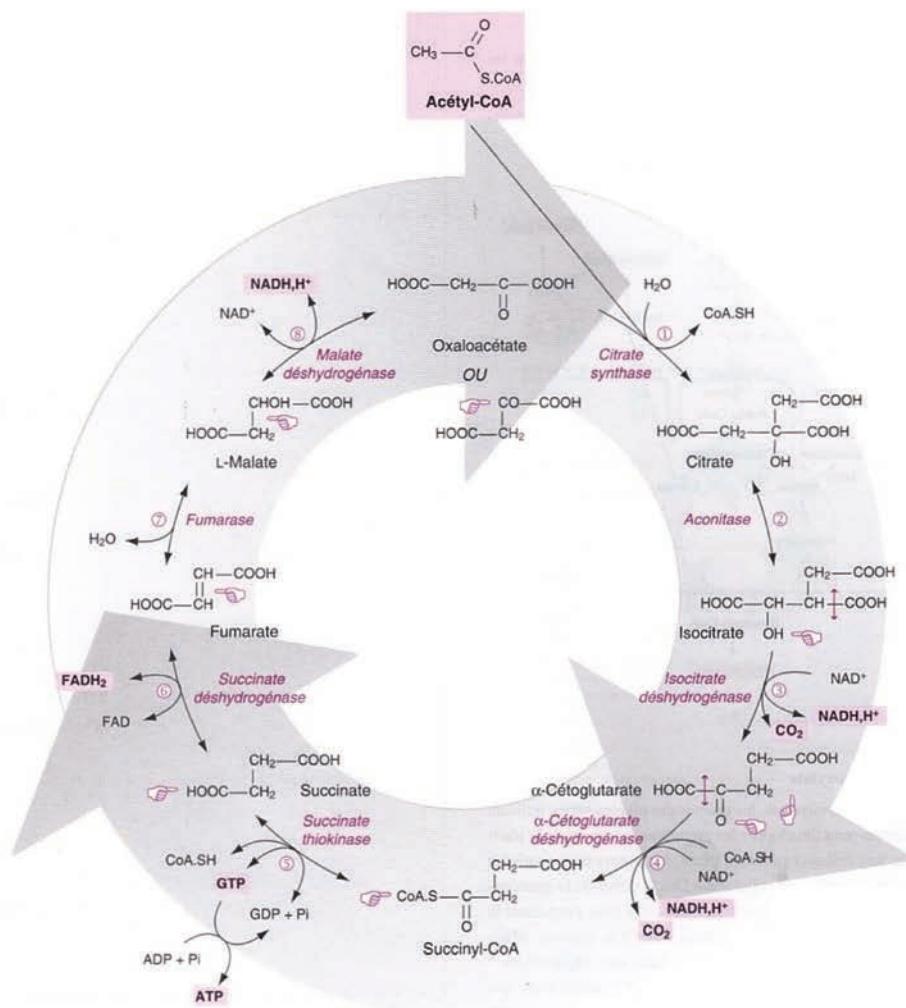 O
CH₃—C
S.CoA
Acétyl-CoA
HOOC—CH₂—C—COOH
O
Oxaloacétate
OU
CO—COOH
HOOC—CH₂
H₂O
CoA.SH
①
Citrate
synthase
CH₂—COOH
HOOC—CH₂—C—COOH
OH
Citrate
Aconitase
②
CH₂—COOH
HOOC—CH—CH—COOH
OH
Isocitrate
Isocitrate
déshydrogénase
③
NAD⁺
NADH,H⁺
CO₂
COOH
CH₂
HOOC—C—CH₂
O
α-Cétoglutarate
α-Cétoglutarate
déshydrogénase
④
CoA.SH
NAD⁺
NADH,H⁺
CO₂
CH₂—COOH
CoA.S—C—CH₂
O
Succinyl-CoA
Succinate
thiokinase
⑤
CoA.SH
GTP
GDP + Pi
ADP + Pi
ATP
CH₂—COOH
HOOC—CH₂
Succinate
Succinate
déshydrogénase
⑥
FADH₂
FAD
CH—COOH
HOOC—CH
Fumarate
Fumarase
⑦
H₂O
CHOH—COOH
HOOC—CH₂
L-Malate
Malate
déshydrogénase
⑧
NAD⁺
NADH,H⁺